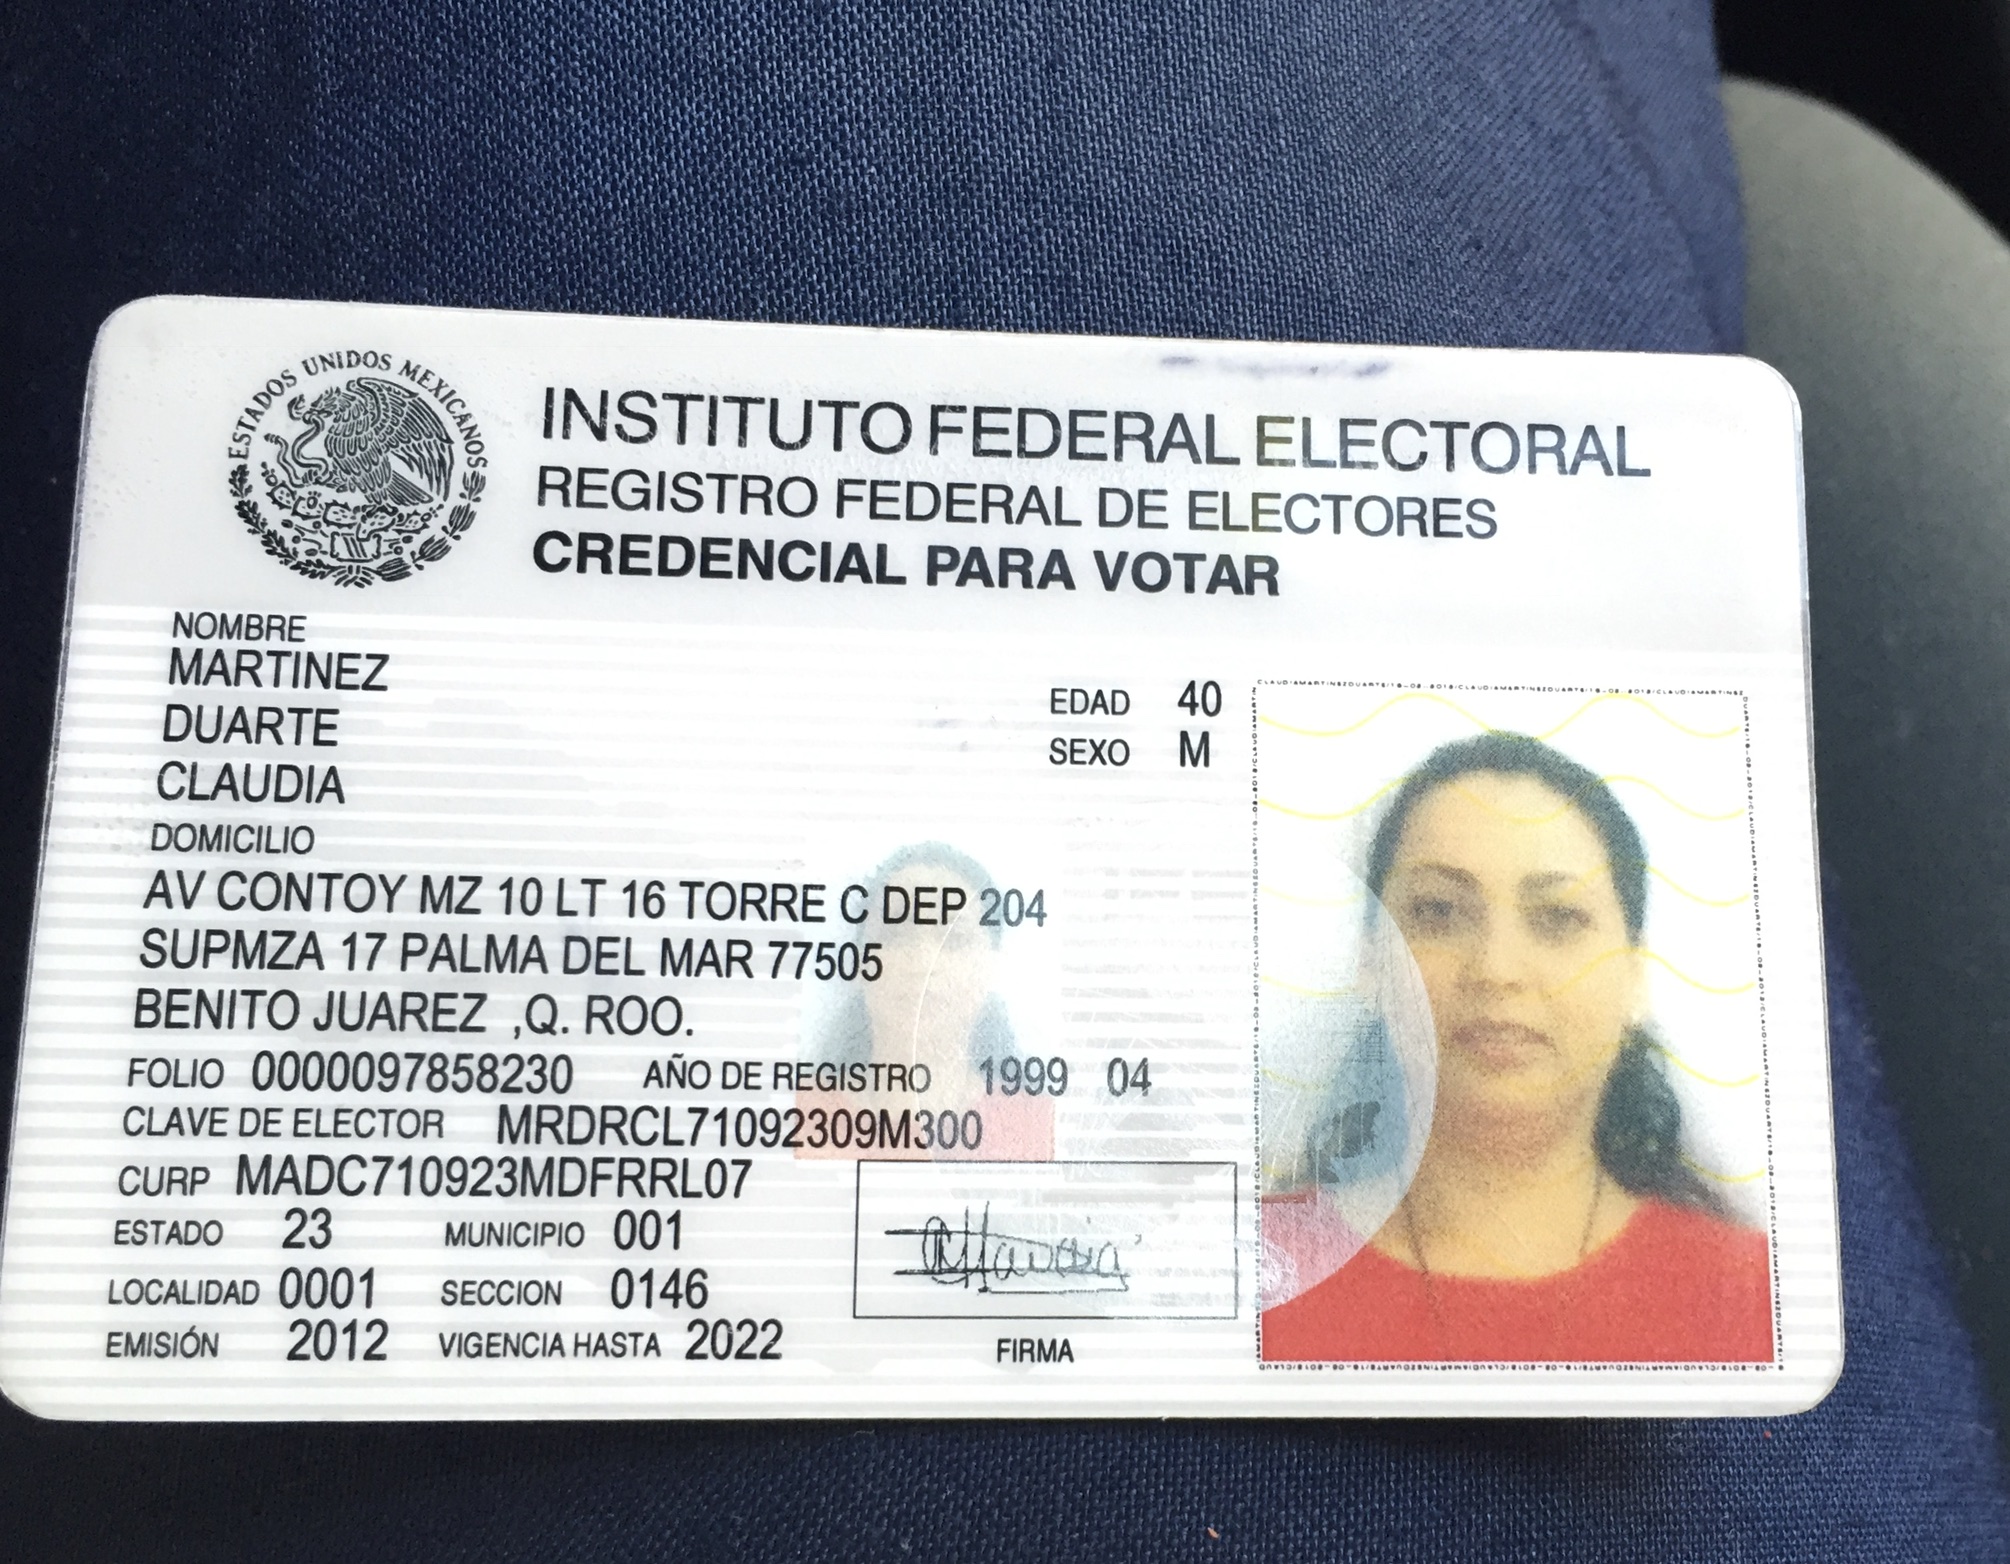 ESTADOS UNIDOS MEXICANOS
INSTITUTO FEDERAL ELECTORAL
REGISTRO FEDERAL DE ELECTORES
CREDENCIAL PARA VOTAR
NOMBRE
MARTINEZ
DUARTE
CLAUDIA
EDAD 40
SEXO M
DOMICILIO
AV CONTOY MZ 10 LT 16 TORRE C DEP 204
SUPMZA 17 PALMA DEL MAR 77505
BENITO JUAREZ ,Q. ROO.
FOLIO 0000097858230 AÑO DE REGISTRO 1999 04
CLAVE DE ELECTOR MRDRCL71092309M300
CURP MADC710923MDFRRL07
ESTADO 23 MUNICIPIO 001
LOCALIDAD 0001 SECCION 0146
EMISIÓN 2012 VIGENCIA HASTA 2022
FIRMA